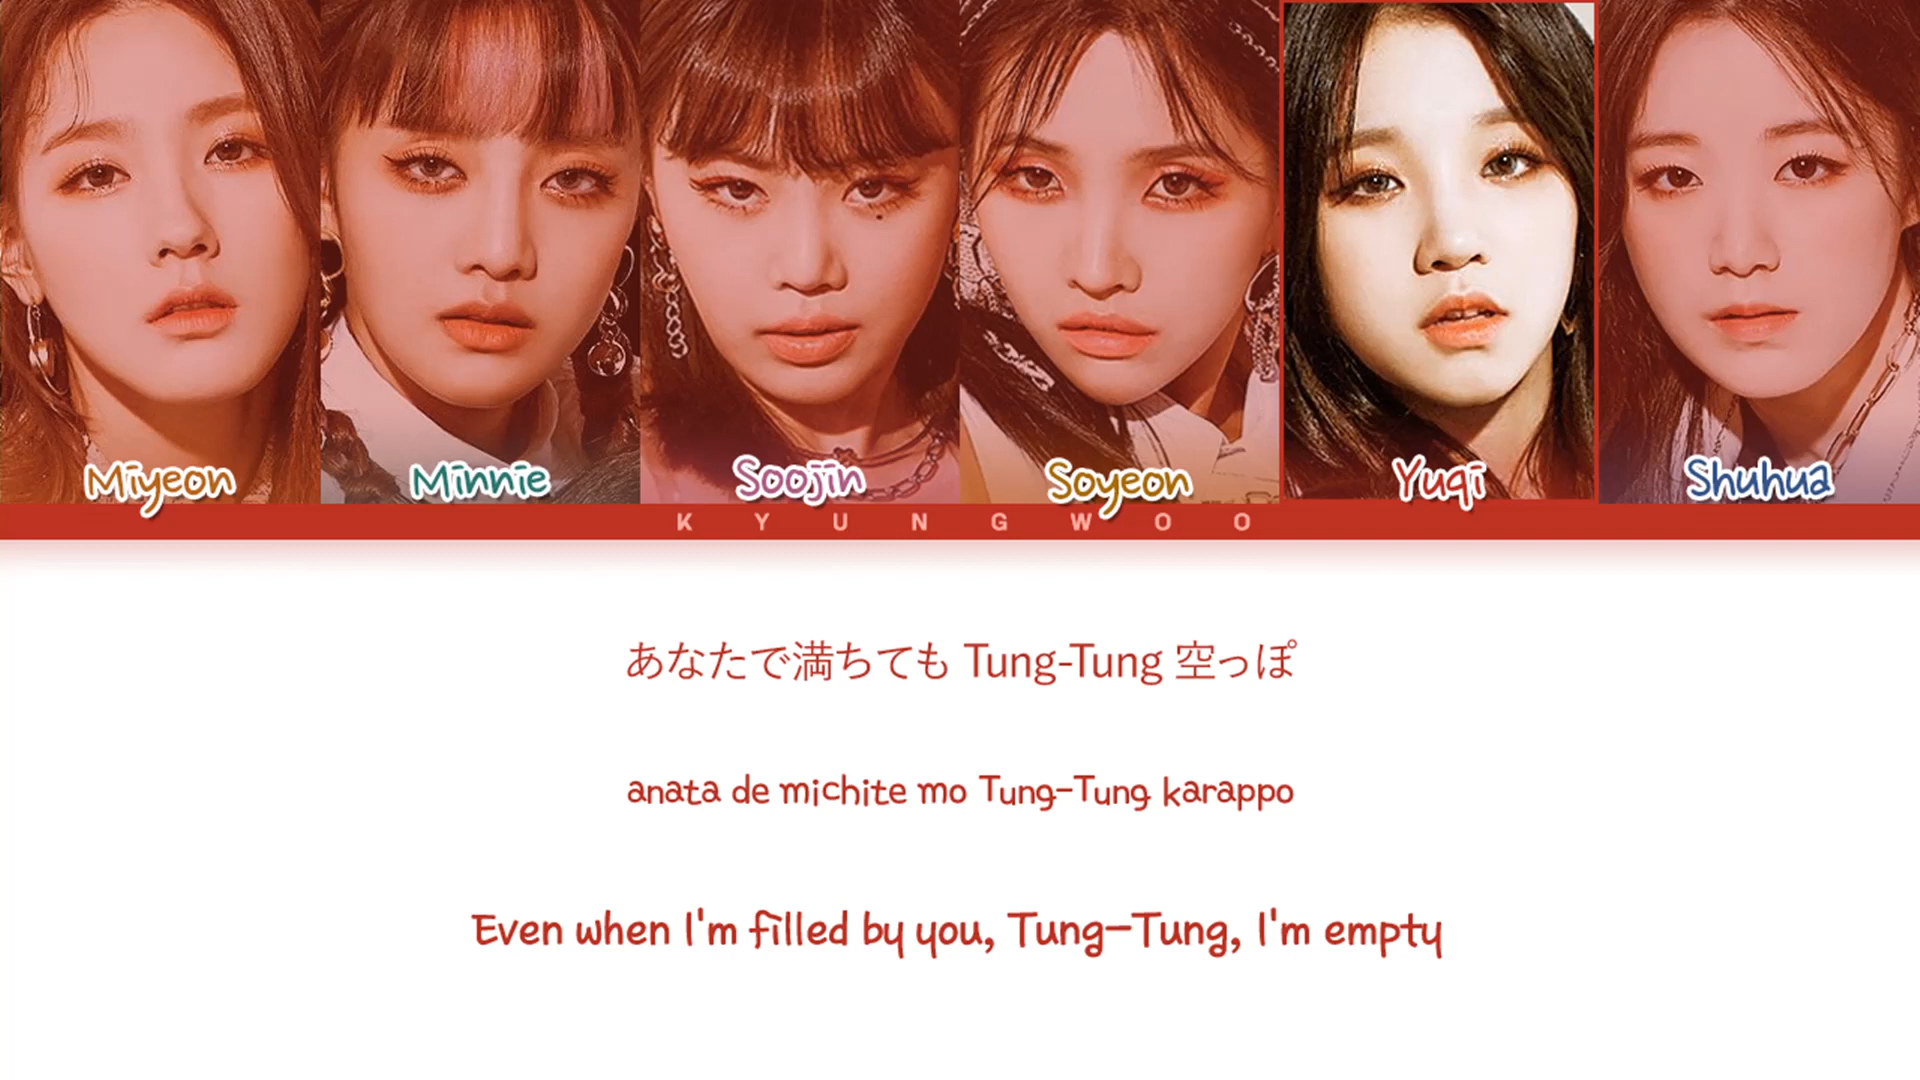 Miyeon Minnie Soojin Soyeon Yuqi Shuhua
KYUNGWOO
あなたで満ちても Tung-Tung 空っぽ
anata de michite mo Tung-Tung karappo
Even when I'm filled by you, Tung-Tung, I'm empty